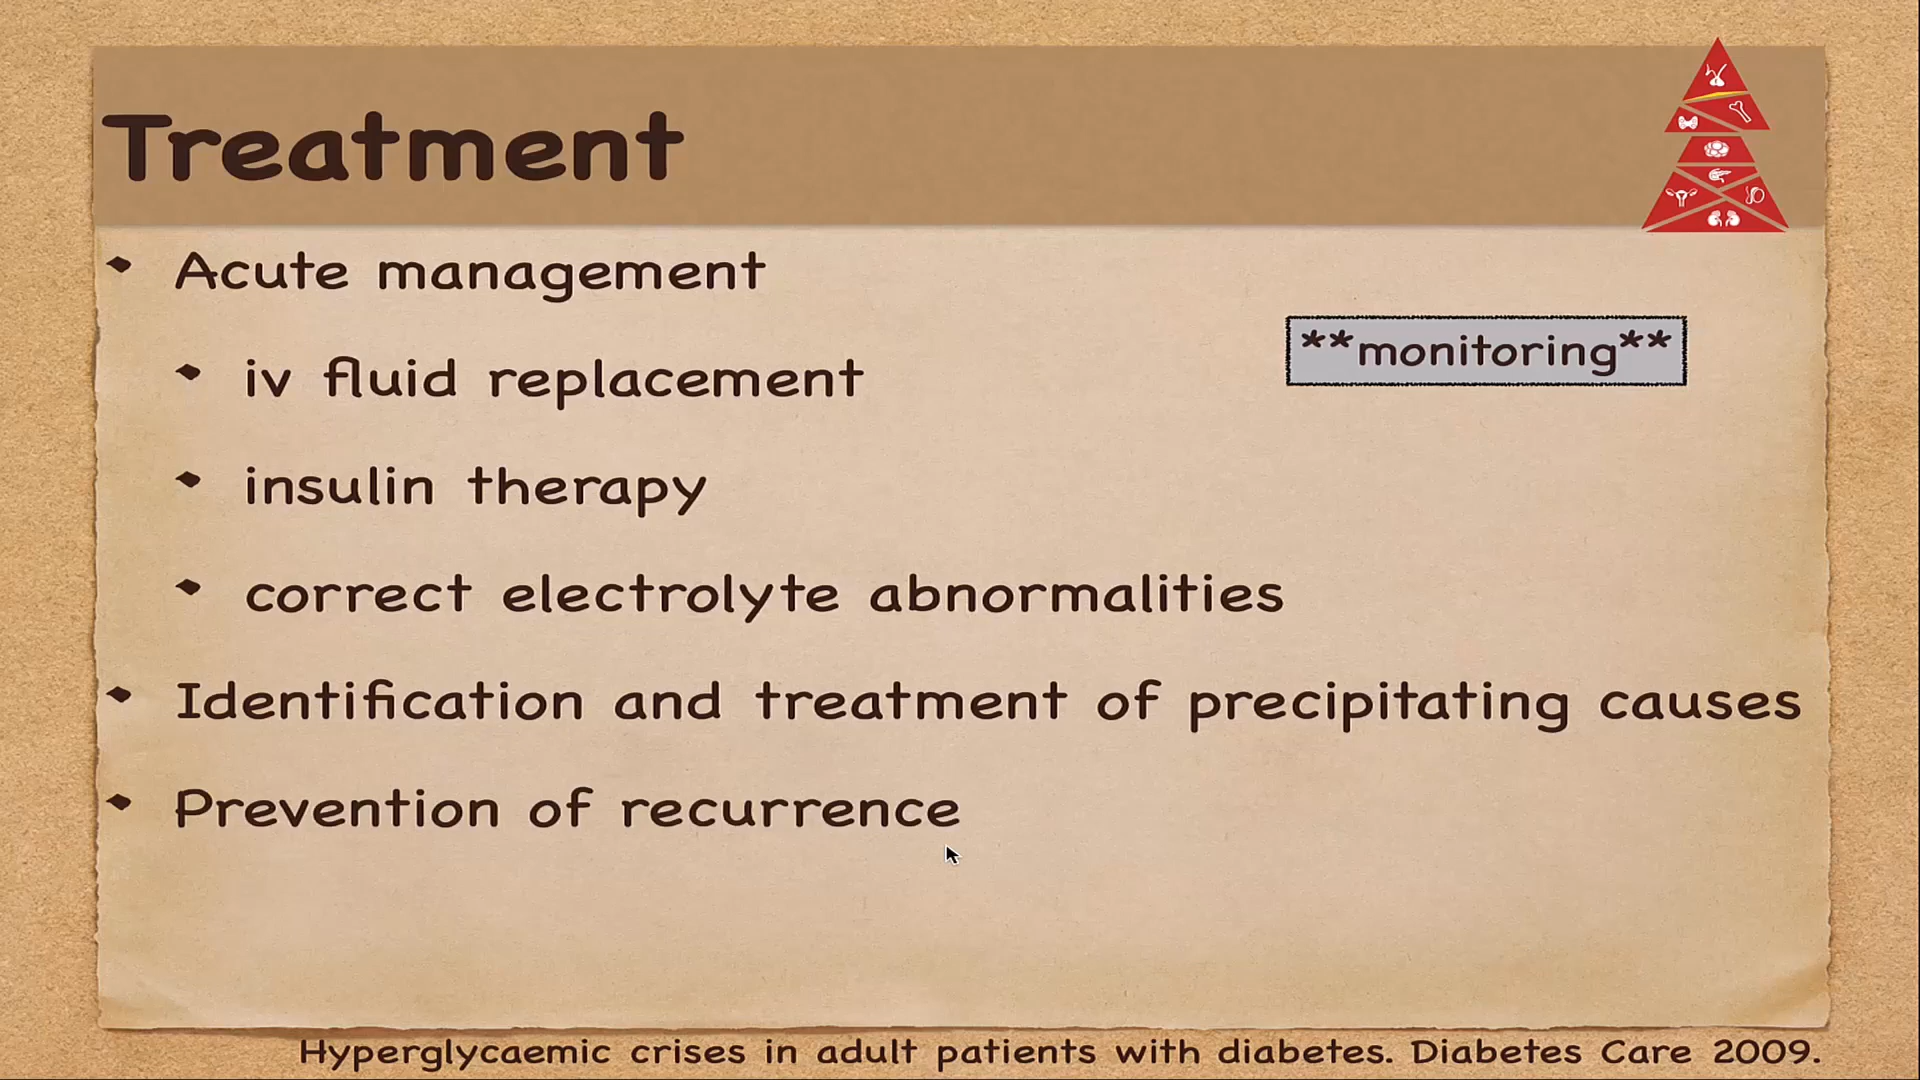 Treatment
Acute management
**monitoring**
iv fluid replacement
insulin therapy
correct electrolyte abnormalities
Identification and treatment of precipitating causes
Prevention of recurrence
Hyperglycaemic crises in adult patients with diabetes. Diabetes Care 2009.